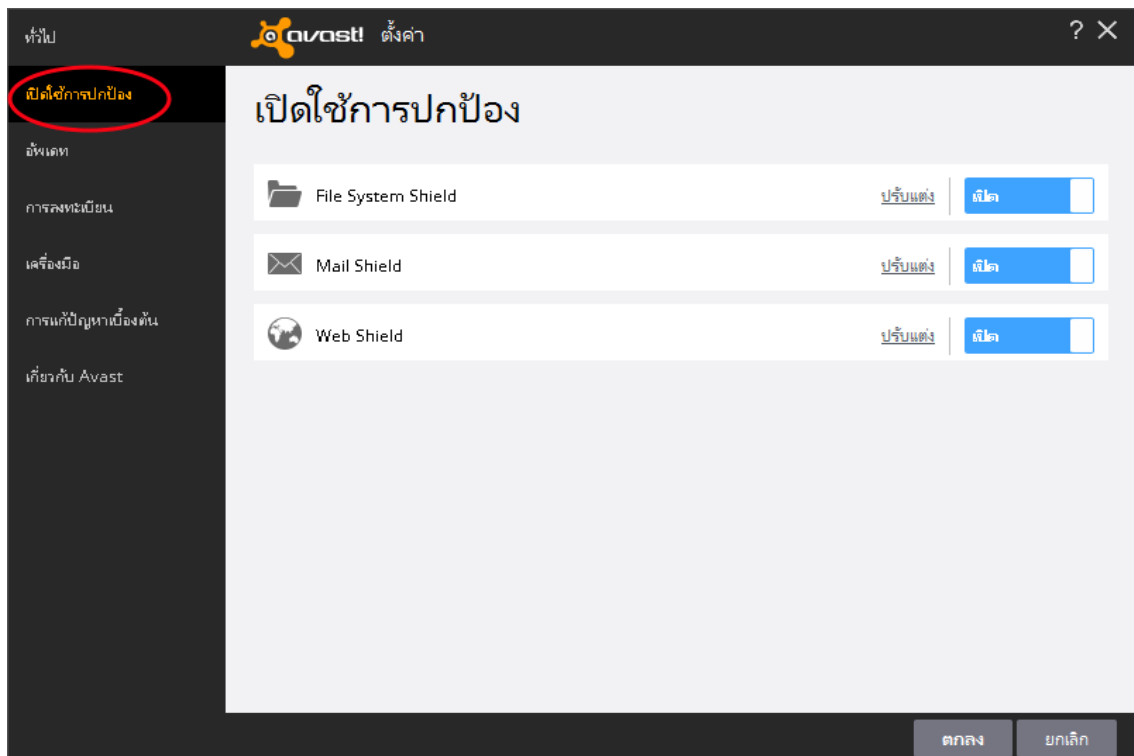 ทั่วไป
avast! ตั้งค่า
?
เปิดใช้การปกป้อง
อัพเดท
การลงทะเบียน
เครื่องมือ
การแก้ปัญหาเบื้องต้น
เกี่ยวกับ Avast
เปิดใช้การปกป้อง
File System Shield ปรับแต่ง เปิด
Mail Shield ปรับแต่ง เปิด
Web Shield ปรับแต่ง เปิด
ตกลง ยกเลิก